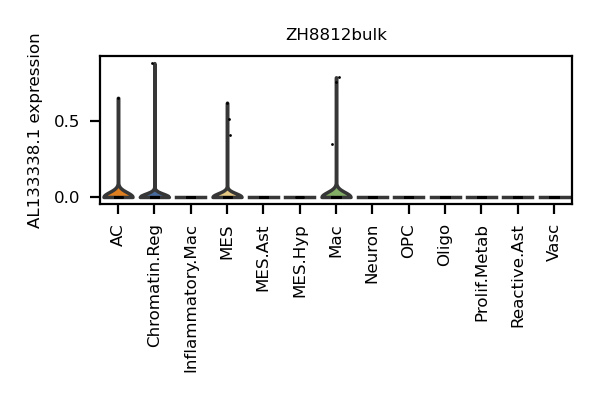 ZH8812bulk
AL133338.1 expression
0.5
0.0
AC
Chromatin.Reg
Inflammatory.Mac
MES
MES.Ast
MES.Hyp
Mac
Neuron
OPC
Oligo
Prolif.Metab
Reactive.Ast
Vasc